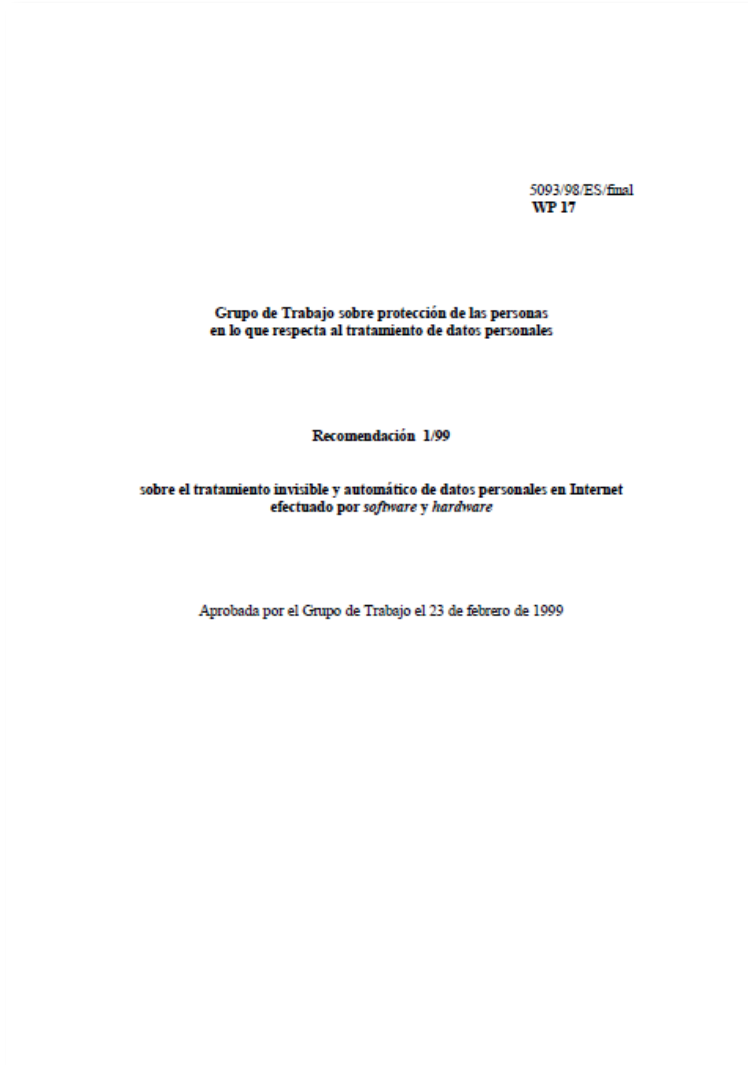 5093/98/ES/final
WP 17
Grupo de Trabajo sobre protección de las personas
en lo que respecta al tratamiento de datos personales
Recomendación 1/99
sobre el tratamiento invisible y automático de datos personales en Internet
efectuado por software y hardware
Aprobada por el Grupo de Trabajo el 23 de febrero de 1999